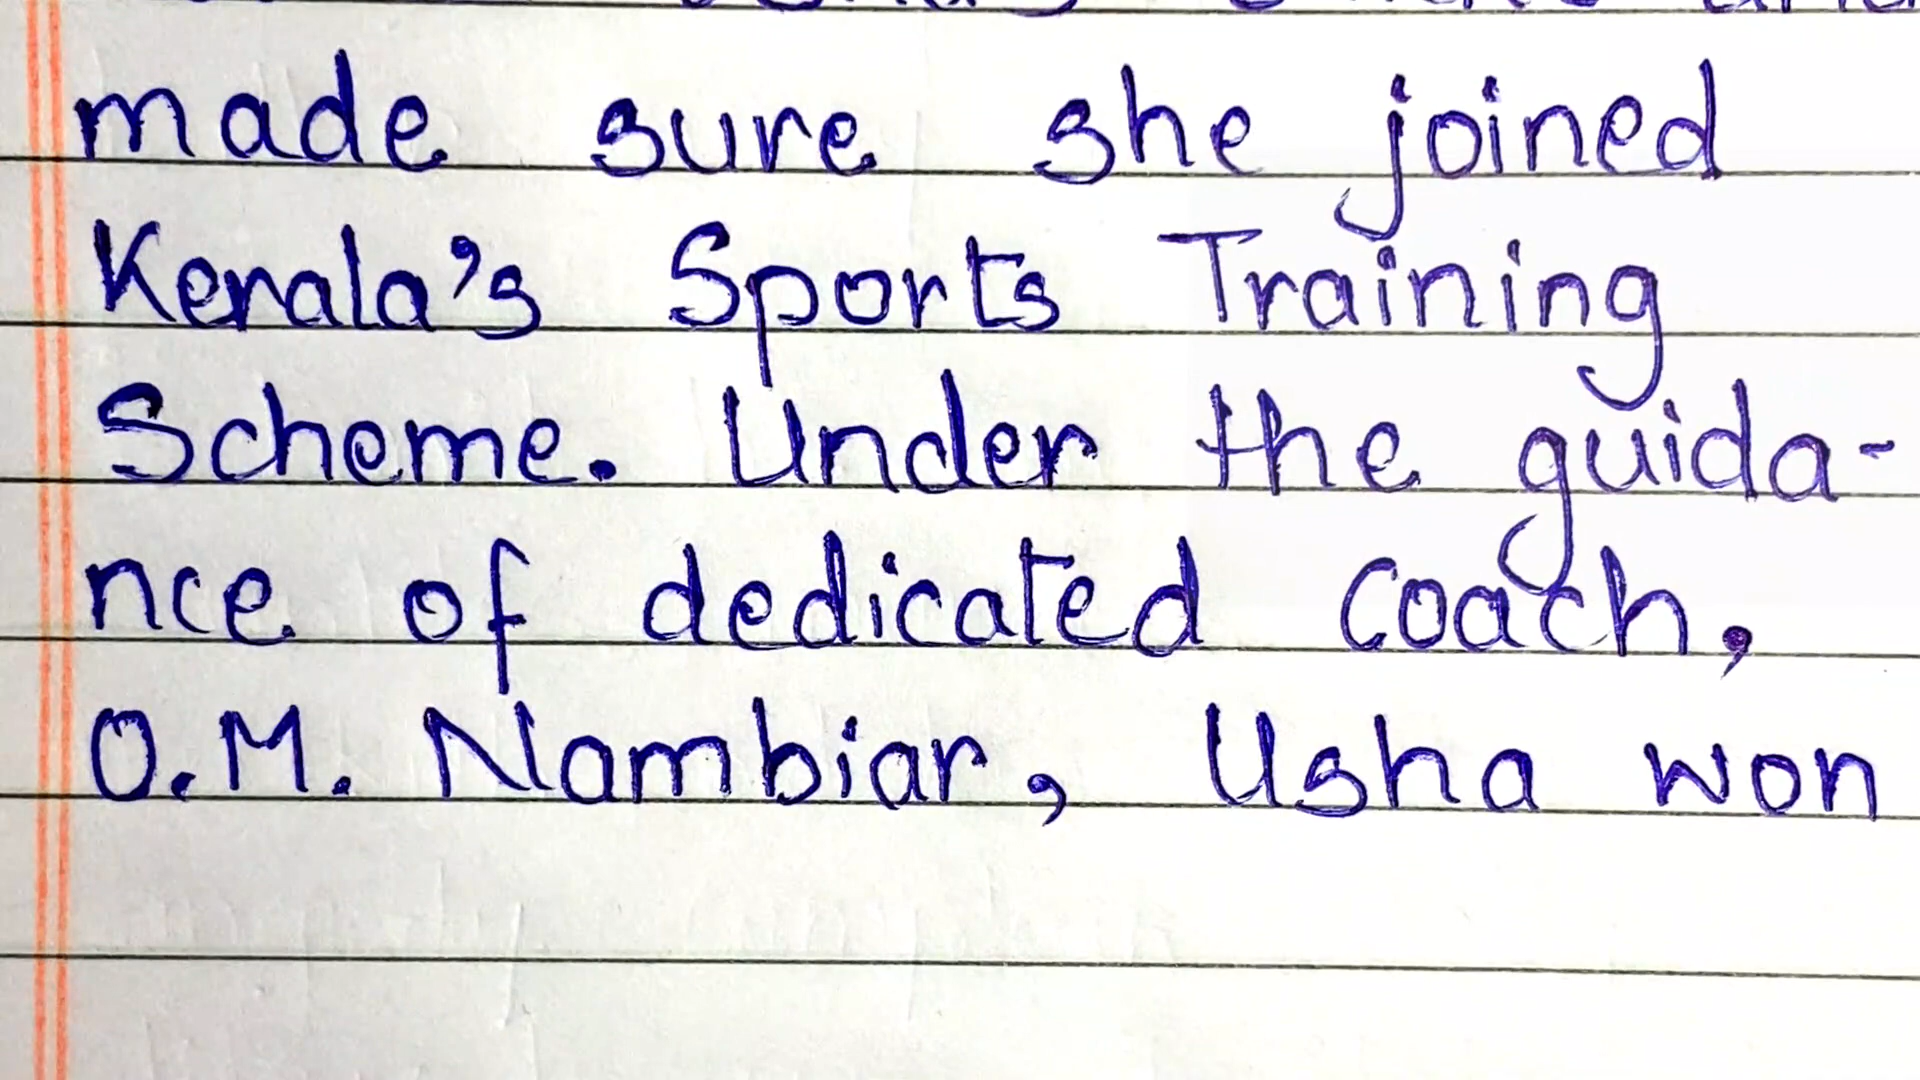 made sure she joined
Kerala's Sports Training
Scheme. Under the guida-
nce of dedicated coach,
O.M. Nambiar, Usha won